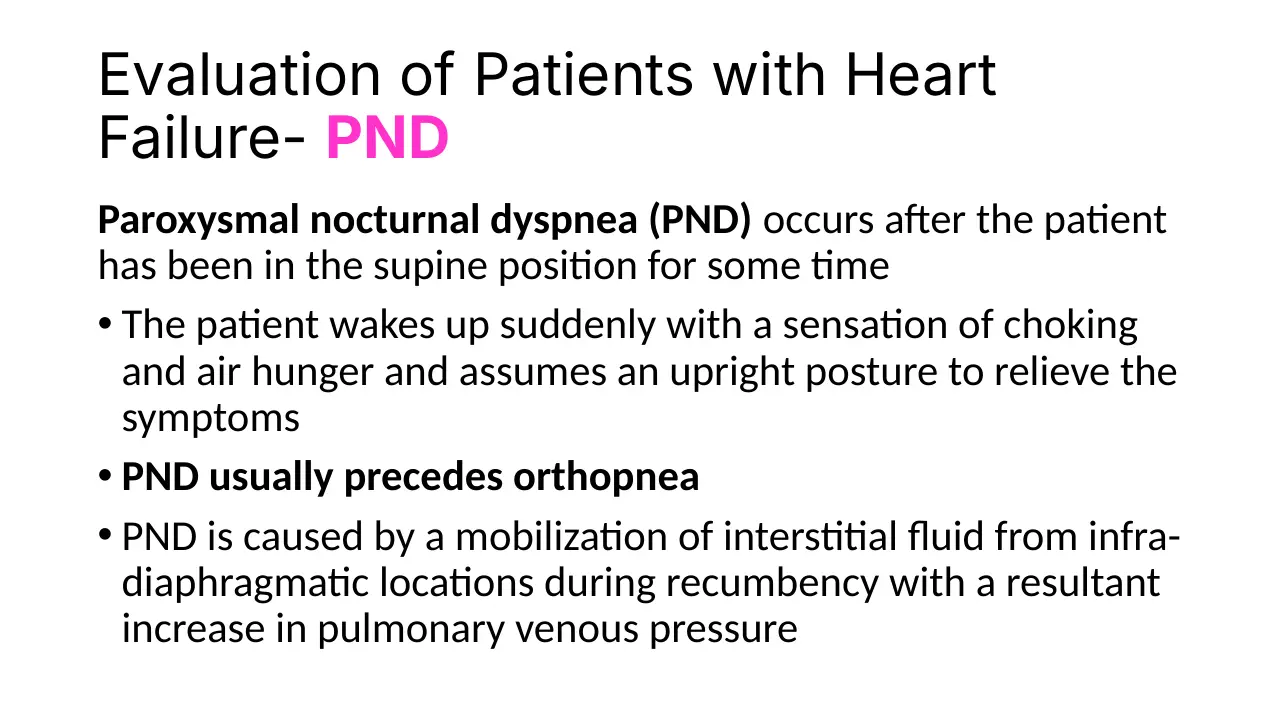 Evaluation of Patients with Heart
Failure- PND
Paroxysmal nocturnal dyspnea (PND) occurs after the patient
has been in the supine position for some time
• The patient wakes up suddenly with a sensation of choking
and air hunger and assumes an upright posture to relieve the
symptoms
• PND usually precedes orthopnea
• PND is caused by a mobilization of interstitial fluid from infra-
diaphragmatic locations during recumbency with a resultant
increase in pulmonary venous pressure